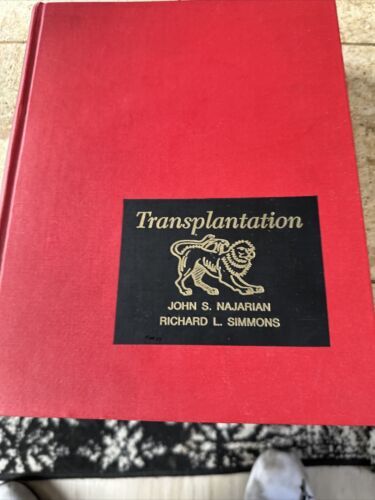 Transplantation
JOHN S. NAJARIAN
RICHARD L. SIMMONS